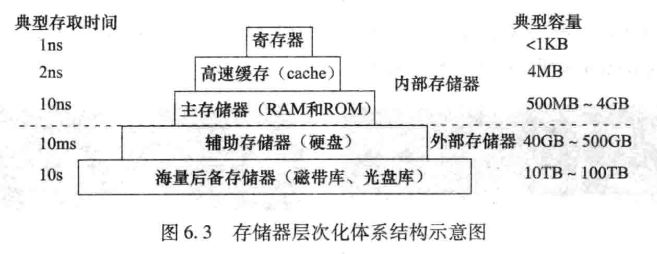 典型存取时间 典型容量
1ns 寄存器 <1KB
2ns 高速缓存(cache) 内部存储器 4MB
10ns 主存储器(RAM和ROM) 500MB~4GB
10ms 辅助存储器(硬盘) 外部存储器 40GB~500GB
10s 海量后备存储器(磁带库、光盘库) 10TB~100TB
图 6.3 存储器层次化体系结构示意图